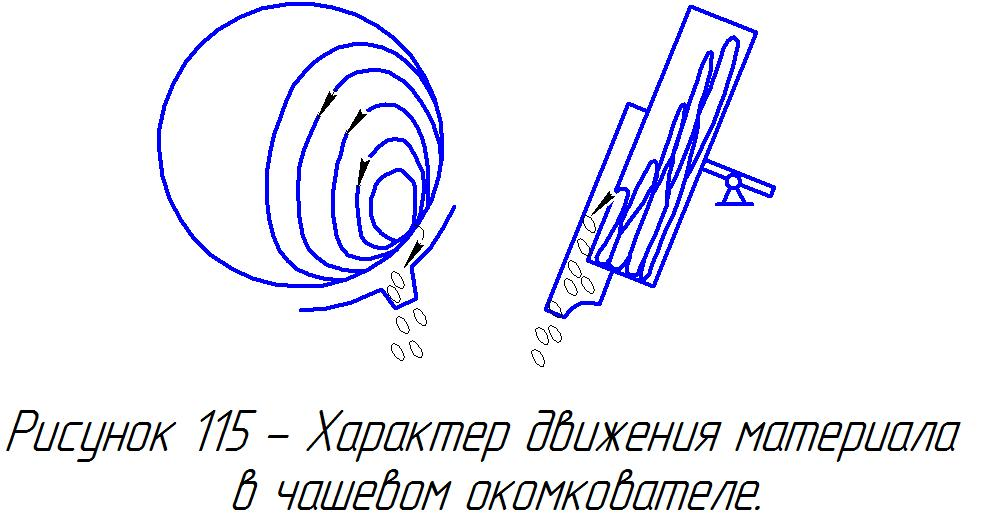 Рисунок 115 – Характер движения материала
в чашевом окомкователе.